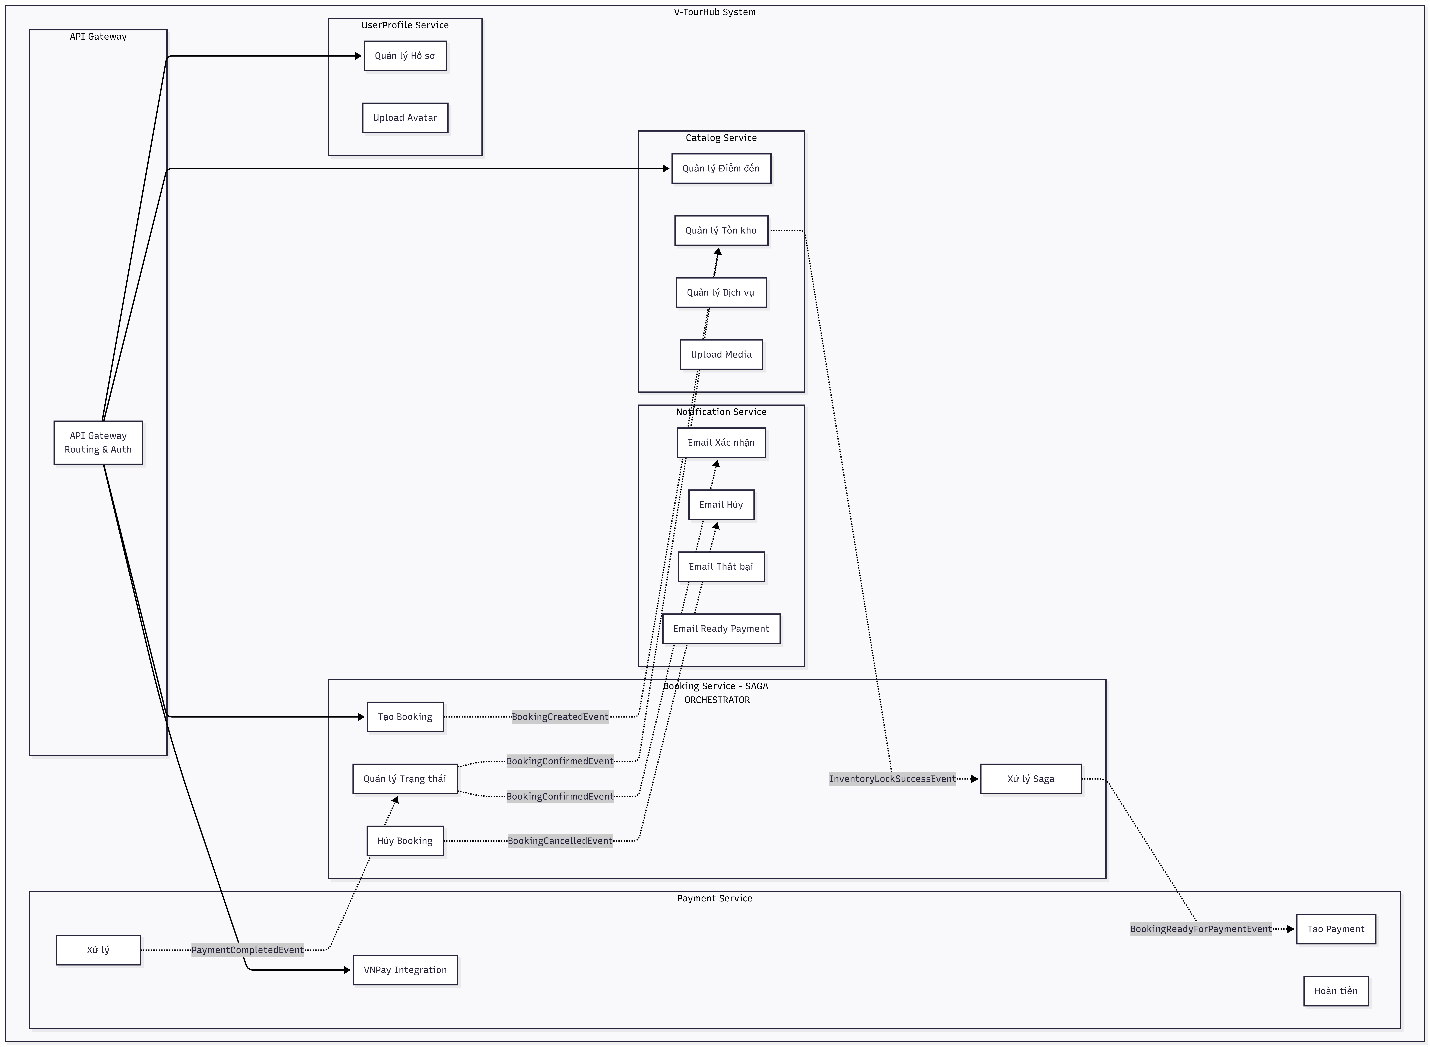 V-TourHub System
API Gateway
API Gateway
Routing & Auth
UserProfile Service
Quản lý Hồ sơ
Upload Avatar
Catalog Service
Quản lý Điểm đến
Quản lý Tồn kho
Quản lý Dịch vụ
Upload Media
Notification Service
Email Xác nhận
Email Hủy
Email Thất bại
Email Ready Payment
Booking Service - SAGA
ORCHESTRATOR
Tạo Booking
BookingCreatedEvent
Quản lý Trạng thái
BookingConfirmedEvent
BookingConfirmedEvent
Hủy Booking
BookingCancelledEvent
InventoryLockSuccessEvent
Xử lý Saga
Payment Service
Xử lý
PaymentCompletedEvent
VNPay Integration
BookingReadyForPaymentEvent
Tạo Payment
Hoàn tiền